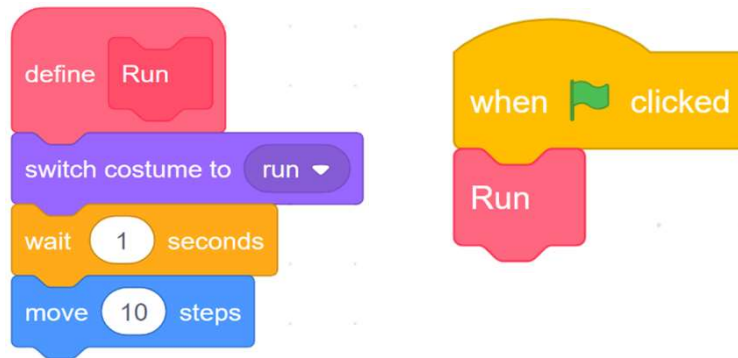 define Run
switch costume to run
wait 1 seconds
move 10 steps
when clicked
Run